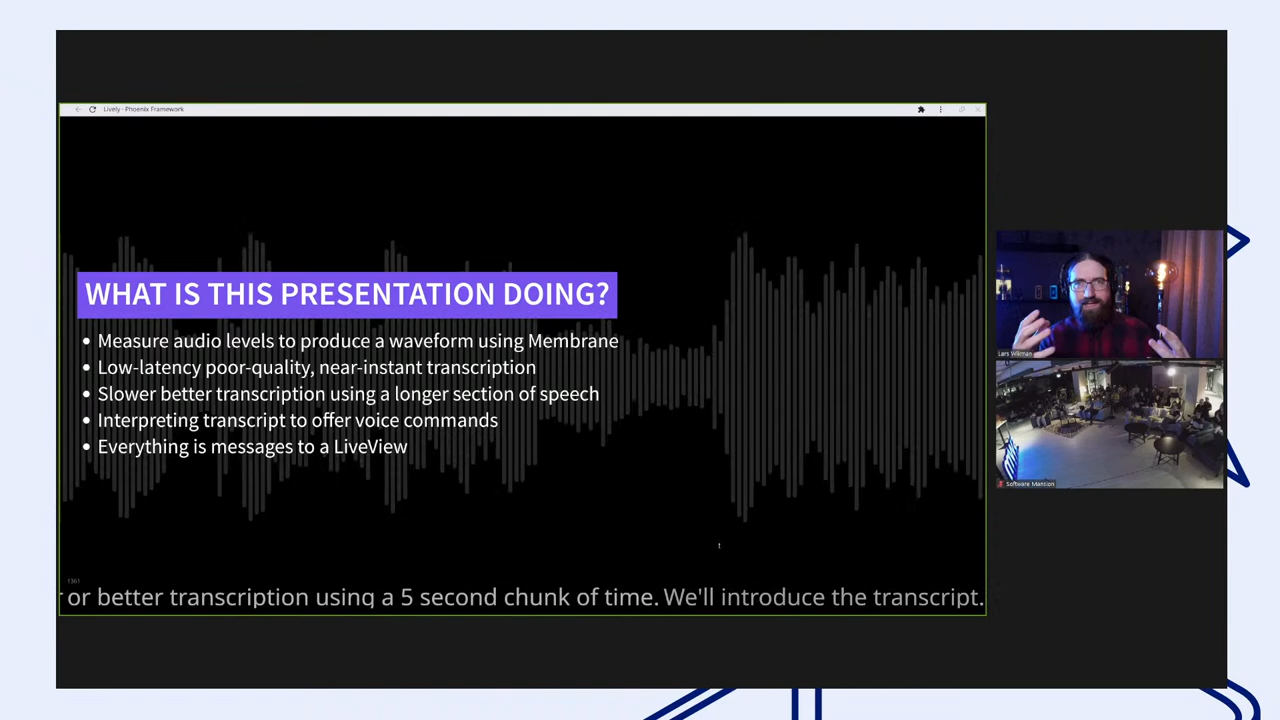 Lively · Phoenix Framework
WHAT IS THIS PRESENTATION DOING?
• Measure audio levels to produce a waveform using Membrane
• Low-latency poor-quality, near-instant transcription
• Slower better transcription using a longer section of speech
• Interpreting transcript to offer voice commands
• Everything is messages to a LiveView
1361
or better transcription using a 5 second chunk of time. We'll introduce the transcript.
Lars Wikman
Software Mansion